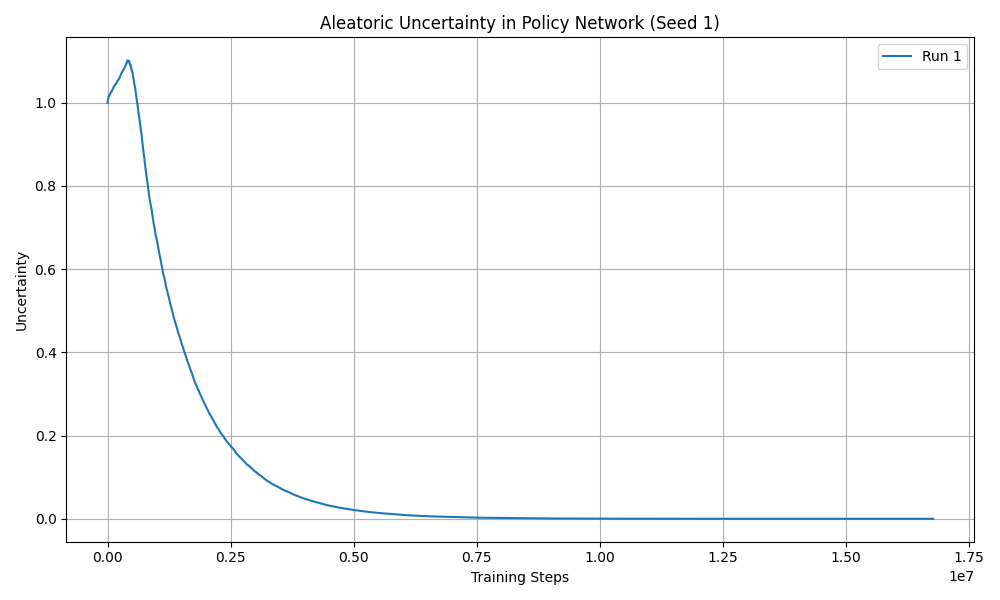 Aleatoric Uncertainty in Policy Network (Seed 1)
Run 1
Uncertainty
1.0
0.8
0.6
0.4
0.2
0.0
0.00 0.25 0.50 0.75 1.00 1.25 1.50 1.75
1e7
Training Steps